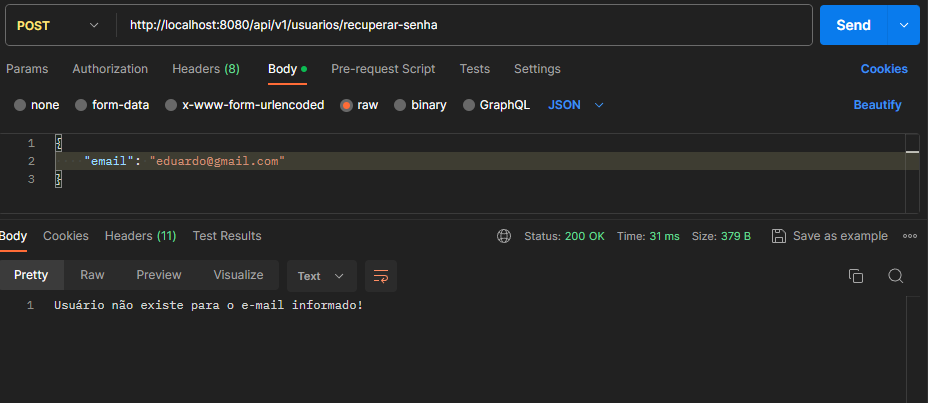 POST http://localhost:8080/api/v1/usuarios/recuperar-senha Send
Params Authorization Headers (8) Body Pre-request Script Tests Settings Cookies
none form-data x-www-form-urlencoded raw binary GraphQL JSON Beautify
1 {
2 "email": "eduardo@gmail.com"
3 }
Body Cookies Headers (11) Test Results Status: 200 OK Time: 31 ms Size: 379 B Save as example
Pretty Raw Preview Visualize Text
1 Usuário não existe para o e-mail informado!